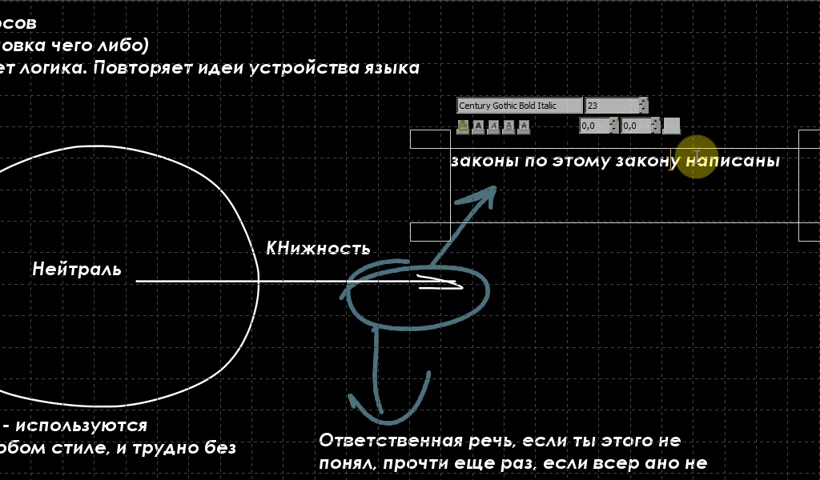 осов
овка чего либо)
ет логика. Повторяет идеи устройства языка
Century Gothic Bold Italic 23
A A A A A
0,0 0,0
законы по этому закону написаны
КНижность
Нейтраль
- используются
обом стиле, и трудно без
Ответственная речь, если ты этого не
понял, прочти еще раз, если всер ано не